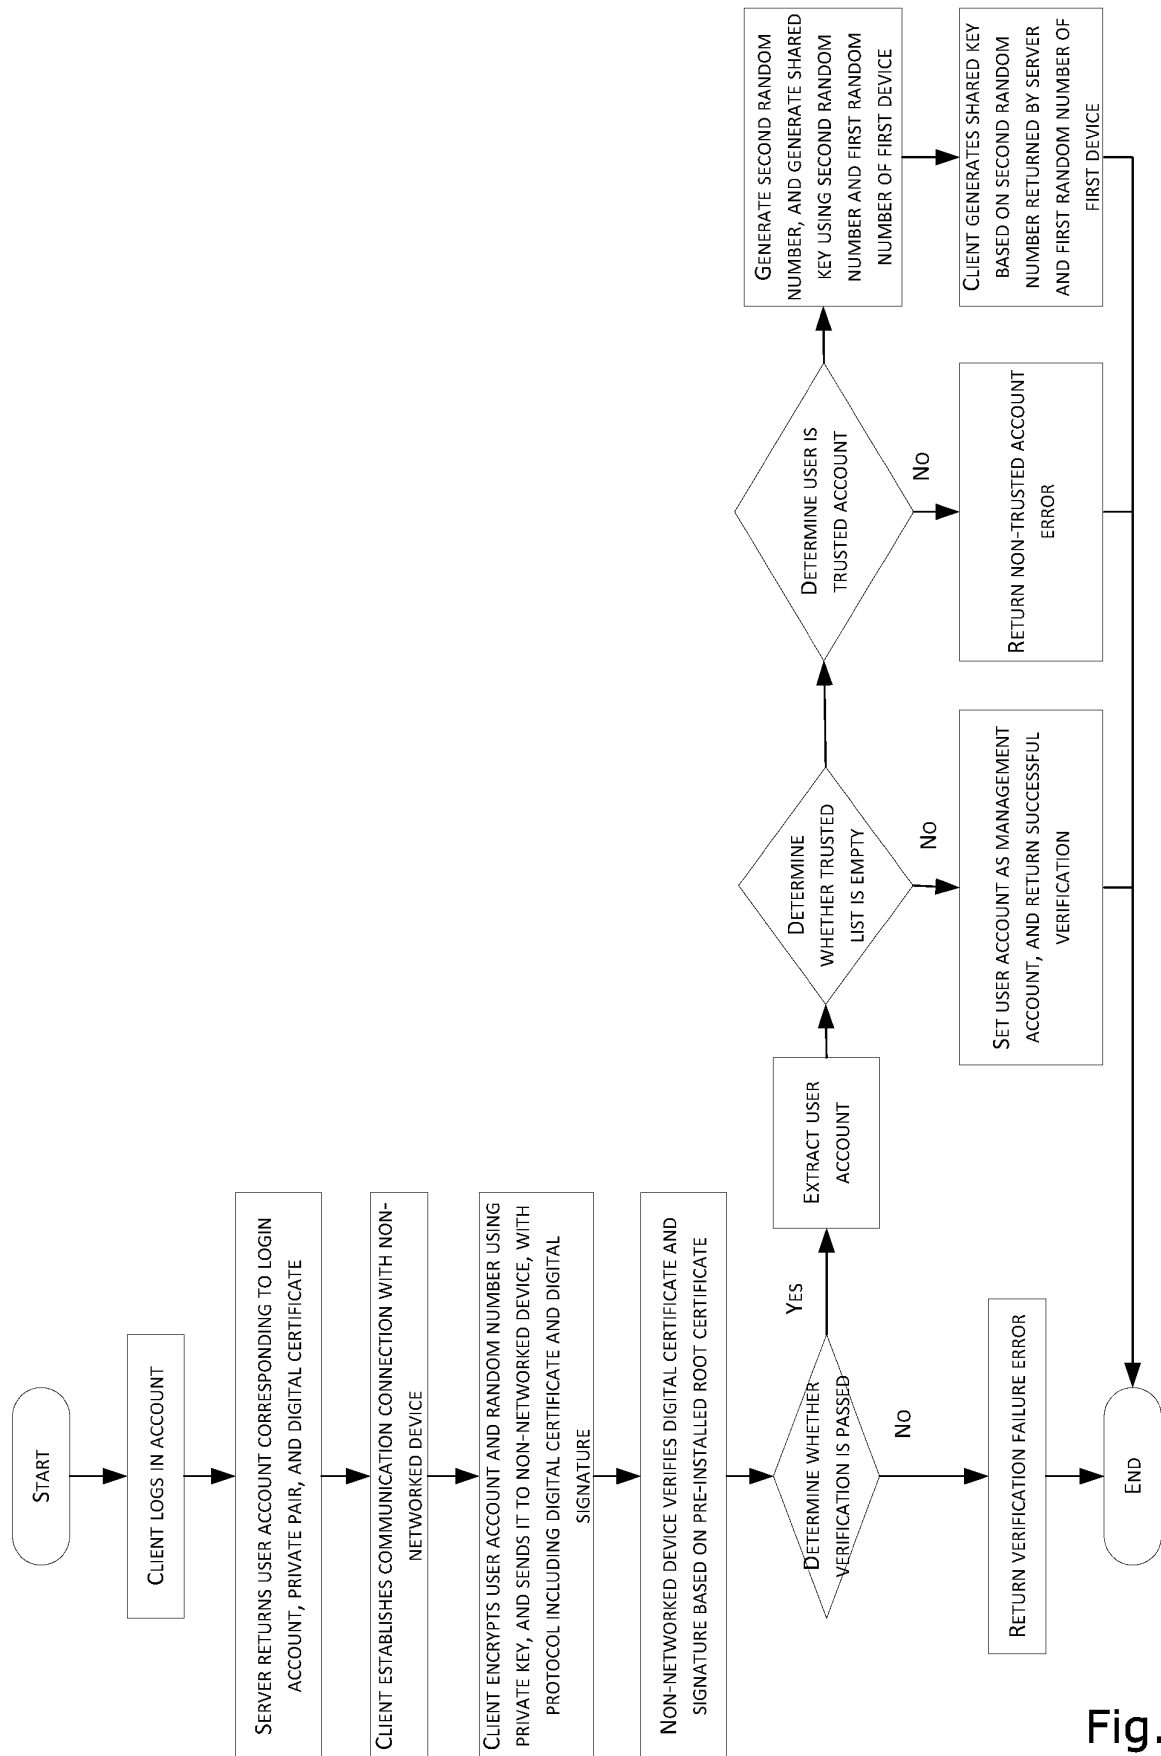 START
CLIENT LOGS IN ACCOUNT
SERVER RETURNS USER ACCOUNT CORRESPONDING TO LOGIN
ACCOUNT, PRIVATE PAIR, AND DIGITAL CERTIFICATE
CLIENT ESTABLISHES COMMUNICATION CONNECTION WITH NON-
NETWORKED DEVICE
CLIENT ENCRYPTS USER ACCOUNT AND RANDOM NUMBER USING
PRIVATE KEY, AND SENDS IT TO NON-NETWORKED DEVICE, WITH
PROTOCOL INCLUDING DIGITAL CERTIFICATE AND DIGITAL
SIGNATURE
NON-NETWORKED DEVICE VERIFIES DIGITAL CERTIFICATE AND
SIGNATURE BASED ON PRE-INSTALLED ROOT CERTIFICATE
DETERMINE WHETHER
VERIFICATION IS PASSED
YES
NO
RETURN VERIFICATION FAILURE ERROR
EXTRACT USER
ACCOUNT
DETERMINE
WHETHER TRUSTED
LIST IS EMPTY
NO
SET USER ACCOUNT AS MANAGEMENT
ACCOUNT, AND RETURN SUCCESSFUL
VERIFICATION
DETERMINE USER IS
TRUSTED ACCOUNT
NO
RETURN NON-TRUSTED ACCOUNT
ERROR
GENERATE SECOND RANDOM
NUMBER, AND GENERATE SHARED
KEY USING SECOND RANDOM
NUMBER AND FIRST RANDOM
NUMBER OF FIRST DEVICE
CLIENT GENERATES SHARED KEY
BASED ON SECOND RANDOM
NUMBER RETURNED BY SERVER
AND FIRST RANDOM NUMBER OF
FIRST DEVICE
END
Fig.